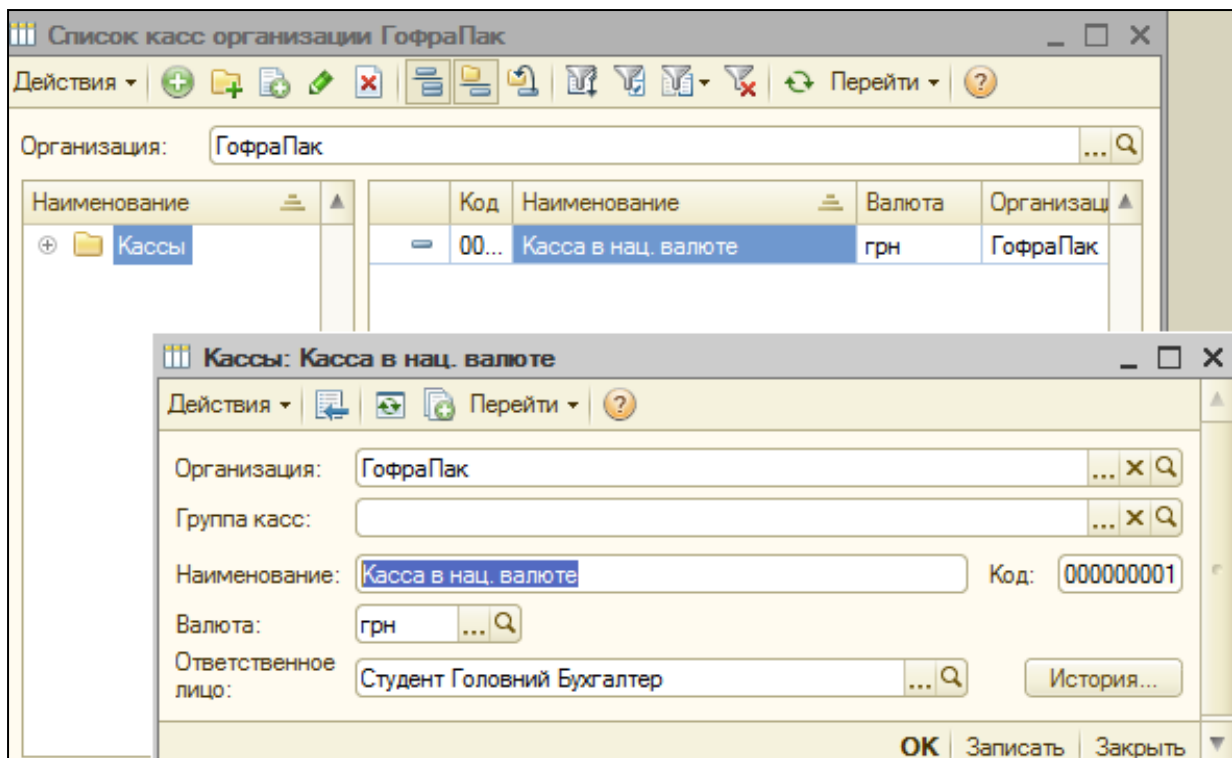 Список касс организации ГофраПак
Действия Перейти
Организация: ГофраПак ...
Наименование Код Наименование Валюта Организаци
Кассы 00... Касса в нац. валюте грн ГофраПак
Кассы: Касса в нац. валюте
Действия Перейти
Организация: ГофраПак ...
Группа касс: ...
Наименование: Касса в нац. валюте Код: 000000001
Валюта: грн ...
Ответственное
лицо: Студент Головний Бухгалтер ... История...
OK Записать Закрыть